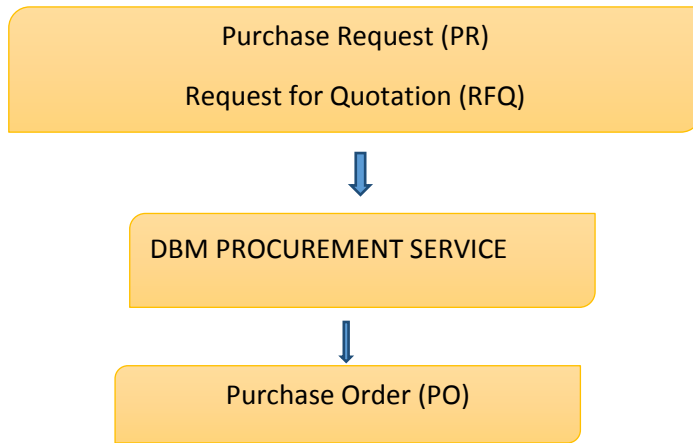 Purchase Request (PR)
Request for Quotation (RFQ)
DBM PROCUREMENT SERVICE
Purchase Order (PO)